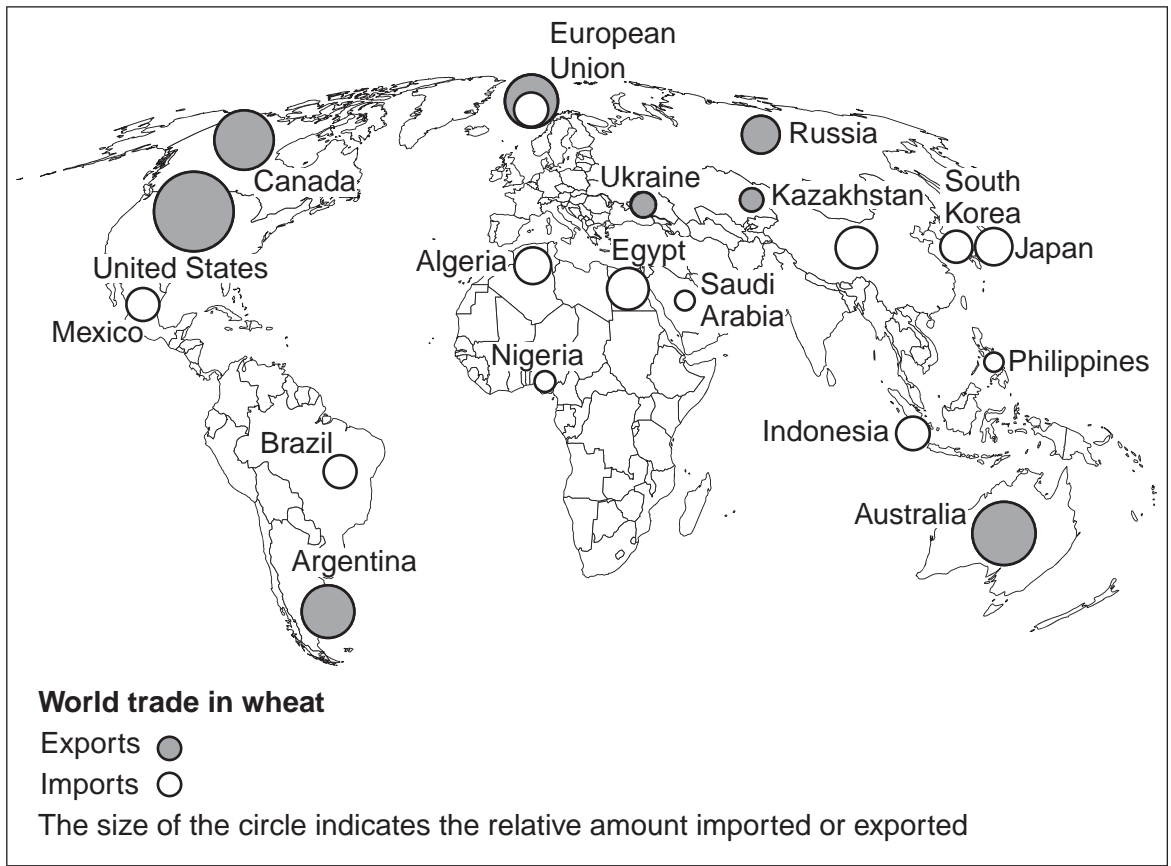 European
Union
Russia
Canada
Ukraine
Kazakhstan
South
Korea
Japan
United States
Algeria
Egypt
Saudi
Arabia
Mexico
Nigeria
Philippines
Brazil
Indonesia
Australia
Argentina
World trade in wheat
Exports
Imports
The size of the circle indicates the relative amount imported or exported